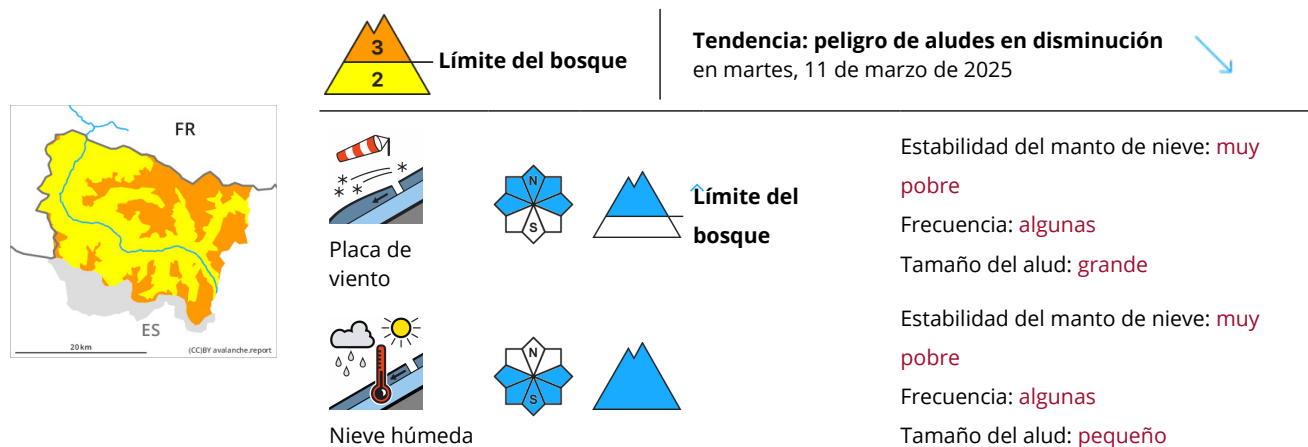 3
2
Límite del bosque
Tendencia: peligro de aludes en disminución
en martes, 11 de marzo de 2025
FR
ES
20 km
(CC)BY avalanche.report
Placa de
viento
N
S
Límite del
bosque
Estabilidad del manto de nieve: muy
pobre
Frecuencia: algunas
Tamaño del alud: grande
Nieve húmeda
N
S
Estabilidad del manto de nieve: muy
pobre
Frecuencia: algunas
Tamaño del alud: pequeño